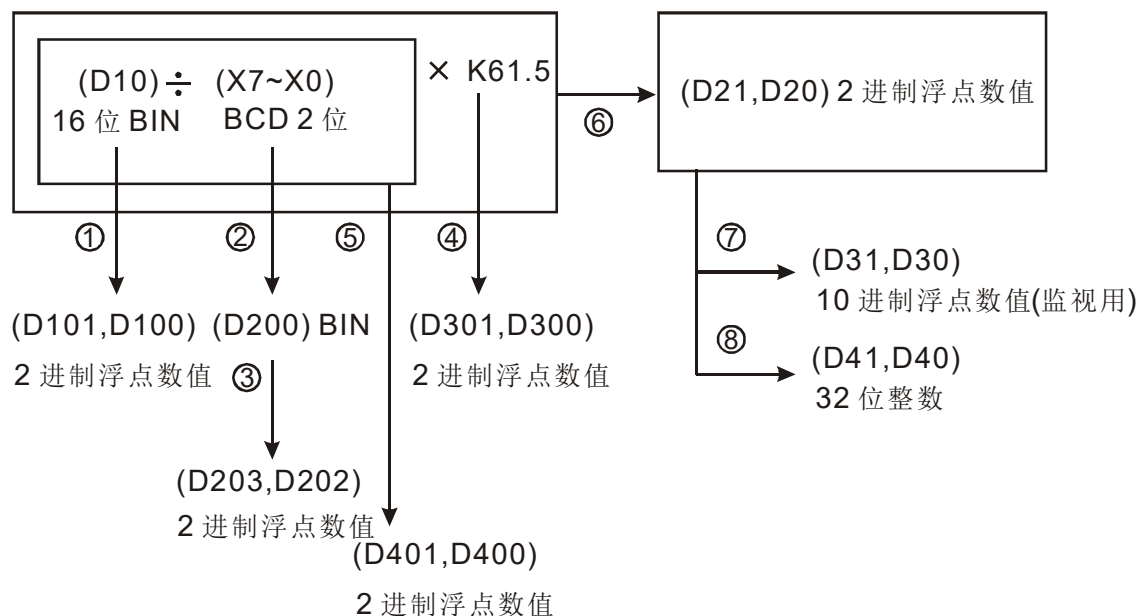 (D10) ÷ (X7~X0) × K61.5
16 位 BIN BCD 2 位
(D21,D20) 2 进制浮点数值
⑥
① ② ⑤ ④
(D101,D100) (D200) BIN (D301,D300)
2 进制浮点数值 ③ 2 进制浮点数值
⑦
(D31,D30)
10 进制浮点数值(监视用)
⑧
(D41,D40)
32 位整数
(D203,D202)
2 进制浮点数值
(D401,D400)
2 进制浮点数值